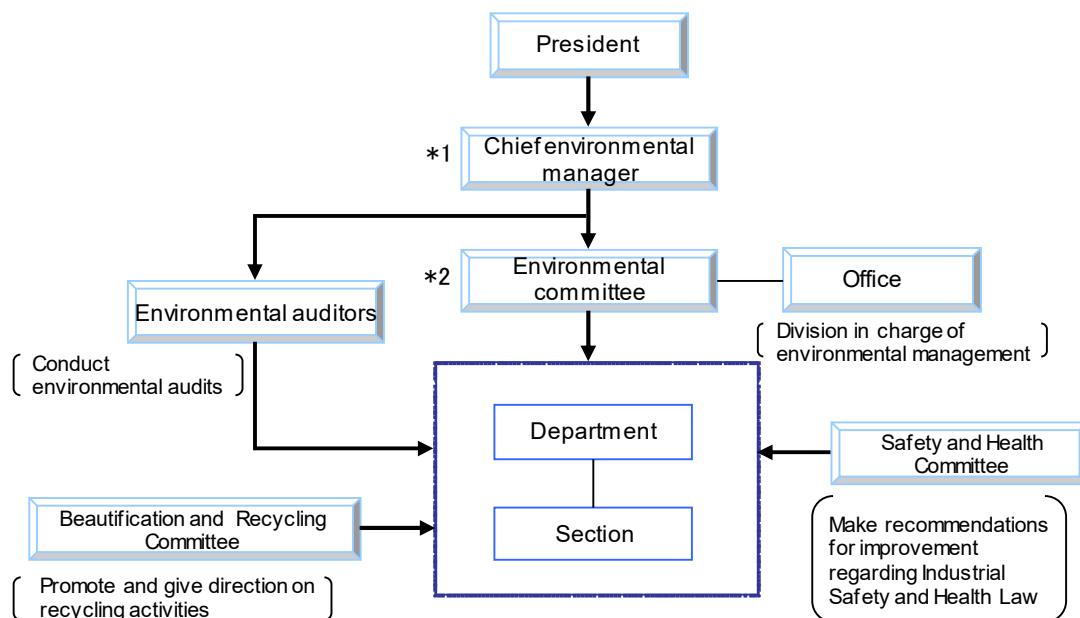 President
*1
Chief environmental
manager
*2
Environmental
committee
Office
Environmental auditors
Division in charge of
environmental management
Conduct
environmental audits
Department
Safety and Health
Committee
Beautification and Recycling
Committee
Section
Make recommendations
for improvement
regarding Industrial
Safety and Health Law
Promote and give direction on
recycling activities